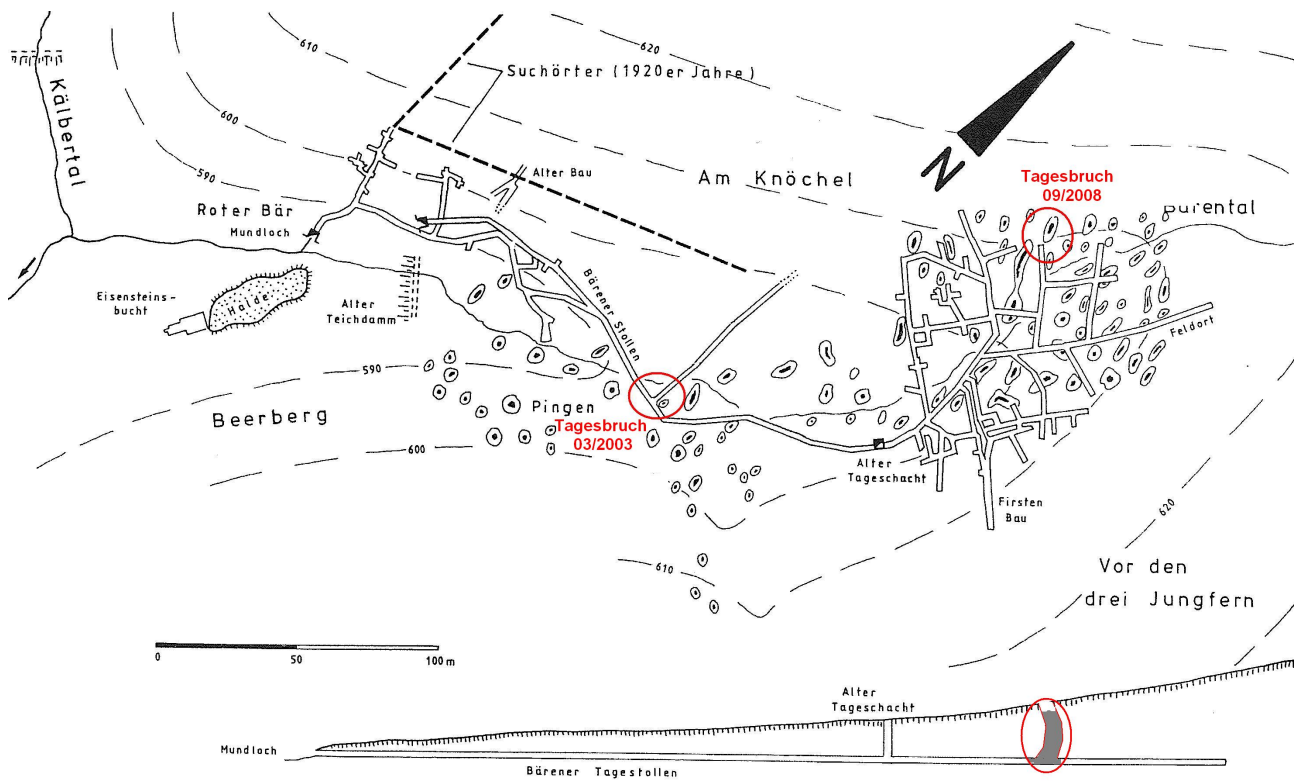 620
610
Suchörter (1920er Jahre)
Kälbertal
600
590
Alter Bau
Am Knöchel
N
Tagesbruch
09/2008
Bärental
Roter Bär
Mundloch
Bärener Stollen
Eisensteins-
bucht
Halde
Alter
Teichdamm
Feldort
590
Beerberg
Pingen
Tagesbruch
03/2003
600
Alter
Tageschacht
Firsten
Bau
620
610
Vor den
drei Jungfern
0
50
100 m
Alter
Tageschacht
Mundloch
Bärener Tagestollen